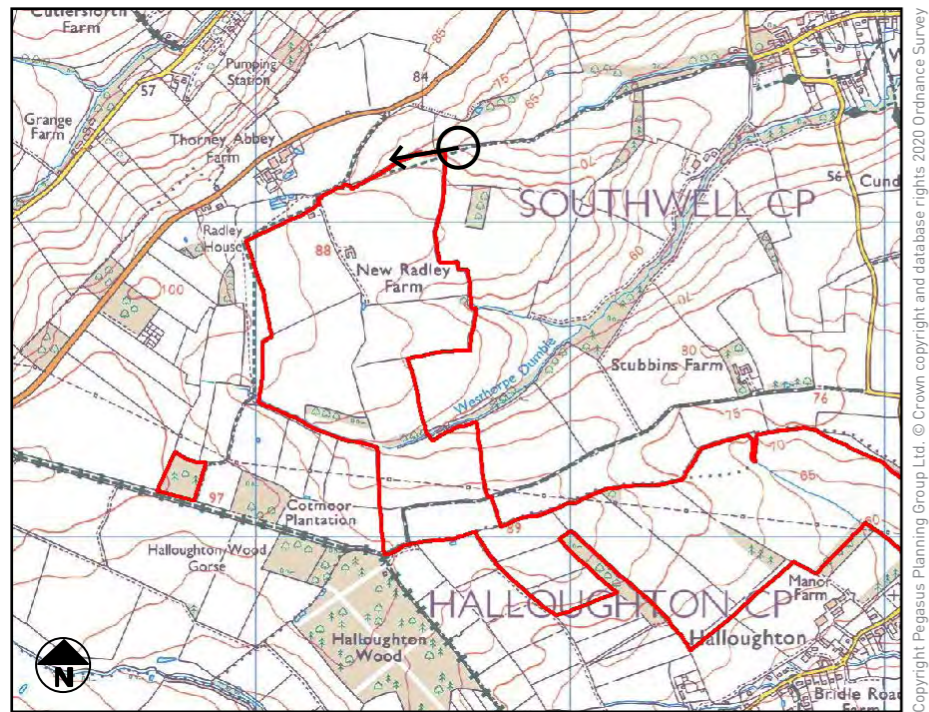 Cutlersforth
Farm
85
Pumping
Station
84
75
65
57
Grange
Farm
Thorney Abbey
Farm
70
56
Cund
SOUTHWELL CP
Radley
House
88
60
New Radley
Farm
100
70
Westhorpe Dumble
80
Stubbins Farm
76
75
70
65
97
Cotmoor
Plantation
89
60
Halloughton Wood
Gorse
Manor
Farm
HALLOUGHTON CP
Halloughton
Halloughton
Wood
Bridle Road
Farm
N
Copyright Pegasus Planning Group Ltd. © Crown copyright and database rights 2020 Ordnance Survey